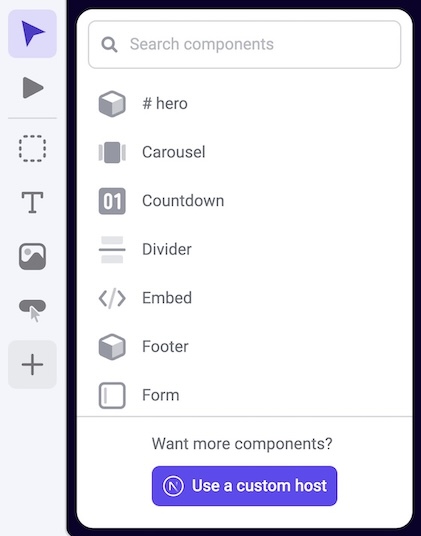 Search components
# hero
Carousel
01 Countdown
Divider
Embed
Footer
Form
Want more components?
N Use a custom host
T